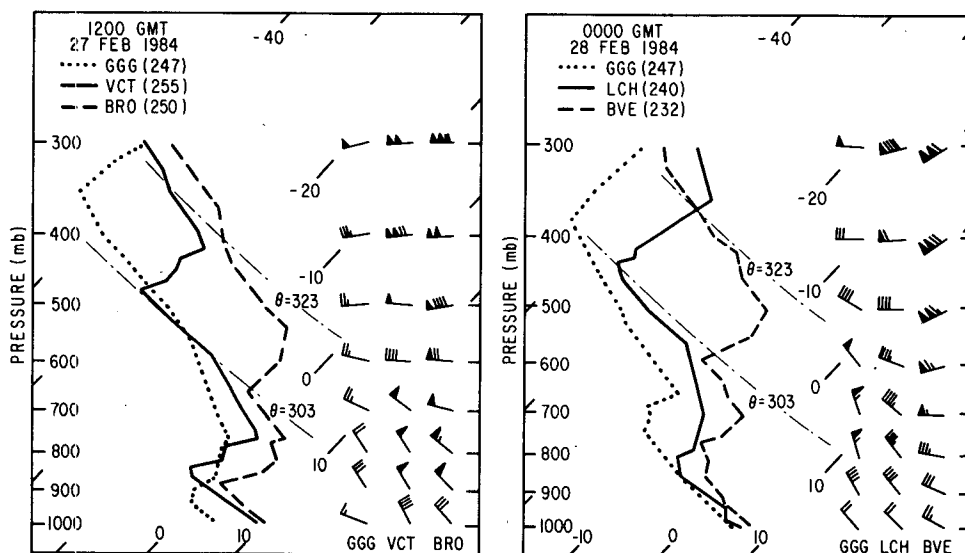 1200 GMT
27 FEB 1984
GGG (247)
VCT (255)
BRO (250)
-40
300
-20
400
-10
θ=323
500
PRESSURE (mb)
600
0
θ=303
700
800
10
900
1000
0
10
GGG VCT BRO
0000 GMT
28 FEB 1984
GGG (247)
LCH (240)
BVE (232)
-40
300
-20
400
-10
θ=323
500
PRESSURE (mb)
600
0
θ=303
700
800
10
900
1000
-10
0
10
GGG LCH BVE